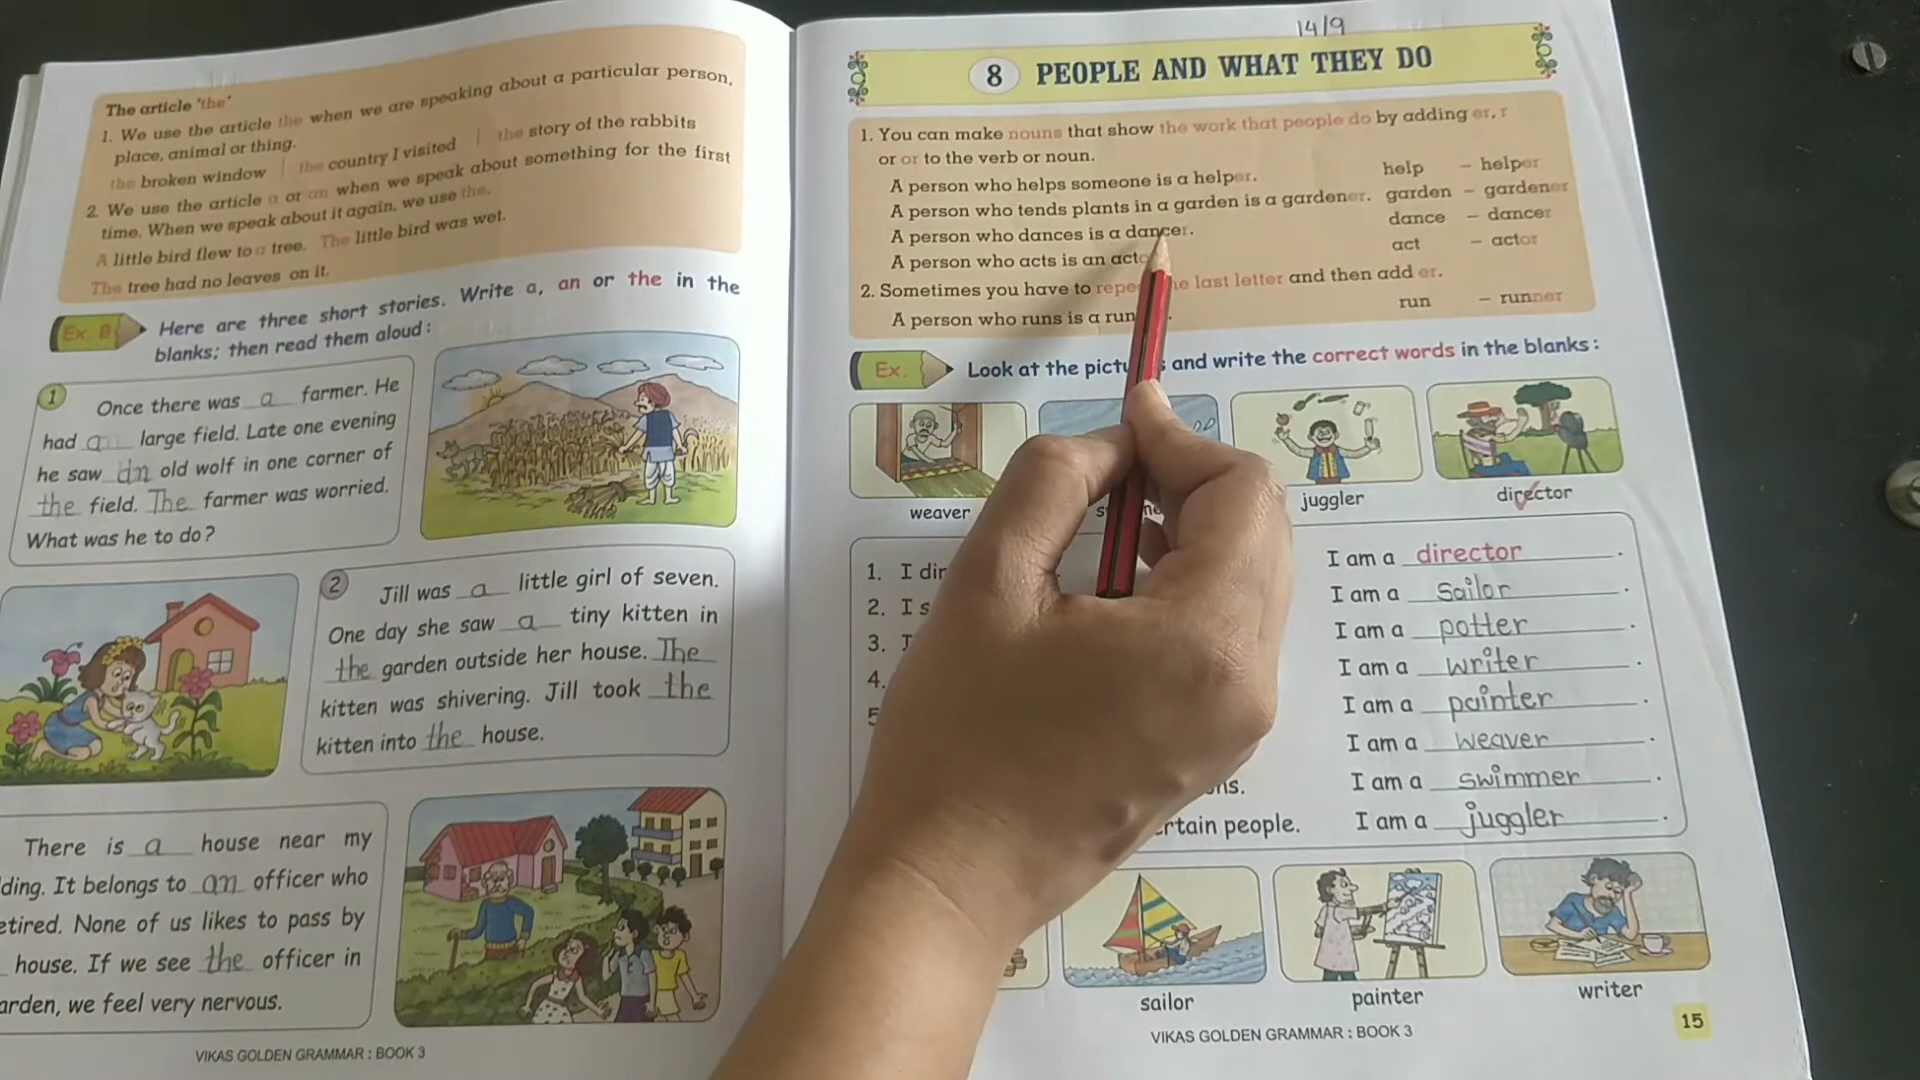 The article 'the'
1. We use the article the when we are speaking about a particular person,
place, animal or thing.
the broken window | the country I visited | the story of the rabbits
2. We use the article a or an when we speak about something for the first
time. When we speak about it again, we use the.
A little bird flew to a tree. The little bird was wet.
The tree had no leaves on it.
Ex. B Here are three short stories. Write a, an or the in the
blanks; then read them aloud:
1 Once there was a farmer. He
had a large field. Late one evening
he saw an old wolf in one corner of
the field. The farmer was worried.
What was he to do?
2 Jill was a little girl of seven.
One day she saw a tiny kitten in
the garden outside her house. The
kitten was shivering. Jill took the
kitten into the house.
There is a house near my
ding. It belongs to an officer who
etired. None of us likes to pass by
house. If we see the officer in
arden, we feel very nervous.
VIKAS GOLDEN GRAMMAR : BOOK 3
14/9
8 PEOPLE AND WHAT THEY DO
1. You can make nouns that show the work that people do by adding er, r
or or to the verb or noun.
A person who helps someone is a helper. help – helper
A person who tends plants in a garden is a gardener. garden – gardener
A person who dances is a dancer. dance – dancer
A person who acts is an act act – actor
2. Sometimes you have to repe he last letter and then add er.
A person who runs is a run . run – runner
Ex. Look at the pictu s and write the correct words in the blanks:
weaver juggler director
1. I dir I am a director.
2. I s I am a sailor.
3. I am a potter.
4. I am a writer.
5 I am a painter.
I am a weaver.
ns. I am a swimmer.
rtain people. I am a juggler.
sailor painter writer
VIKAS GOLDEN GRAMMAR : BOOK 3
15